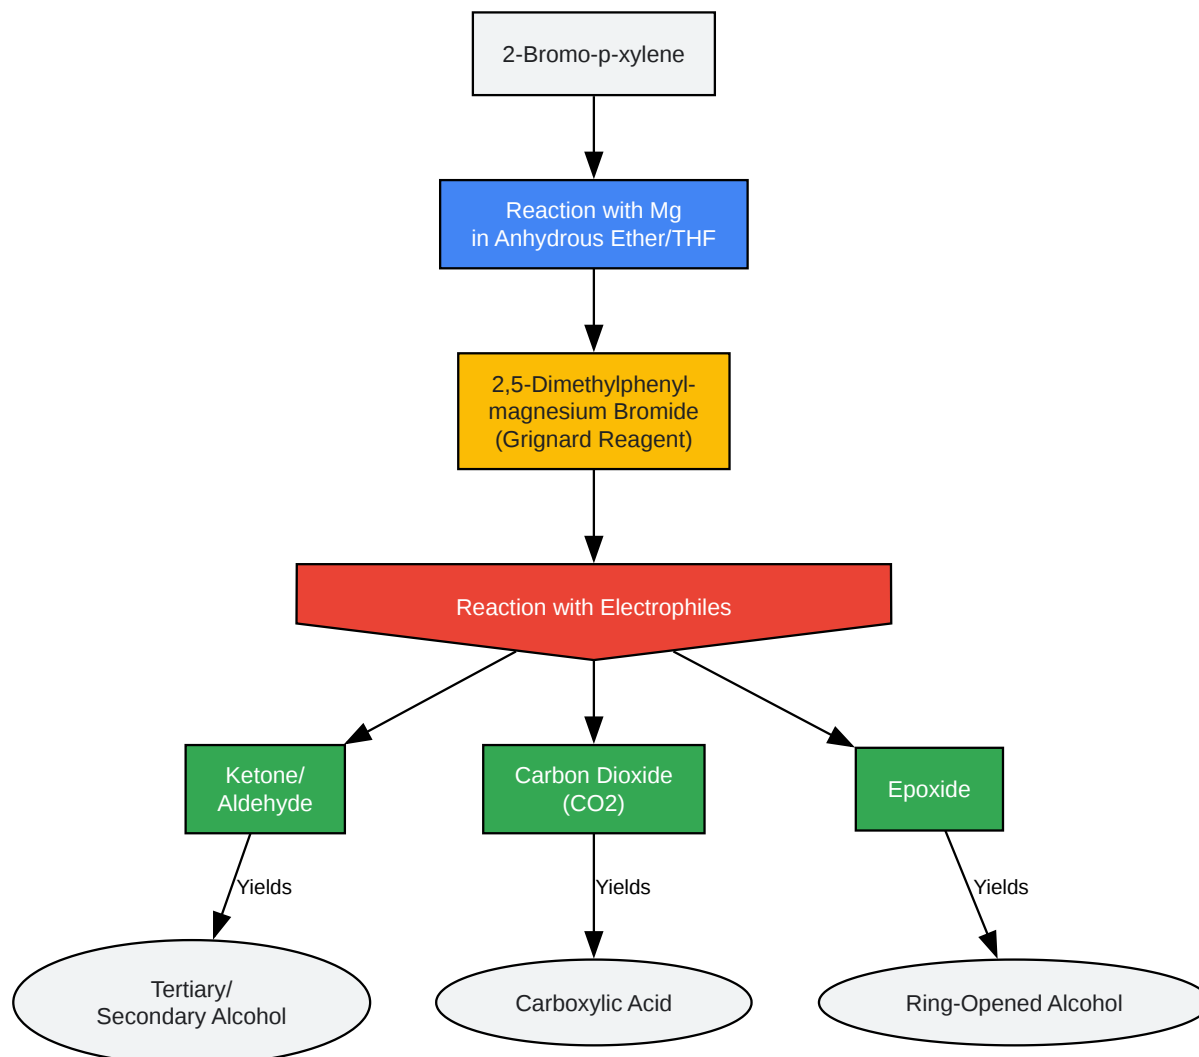 2-Bromo-p-xylene
Reaction with Mg
in Anhydrous Ether/THF
2,5-Dimethylphenyl-
magnesium Bromide
(Grignard Reagent)
Reaction with Electrophiles
Ketone/
Aldehyde
Carbon Dioxide
(CO2)
Epoxide
Yields
Yields
Yields
Tertiary/
Secondary Alcohol
Carboxylic Acid
Ring-Opened Alcohol